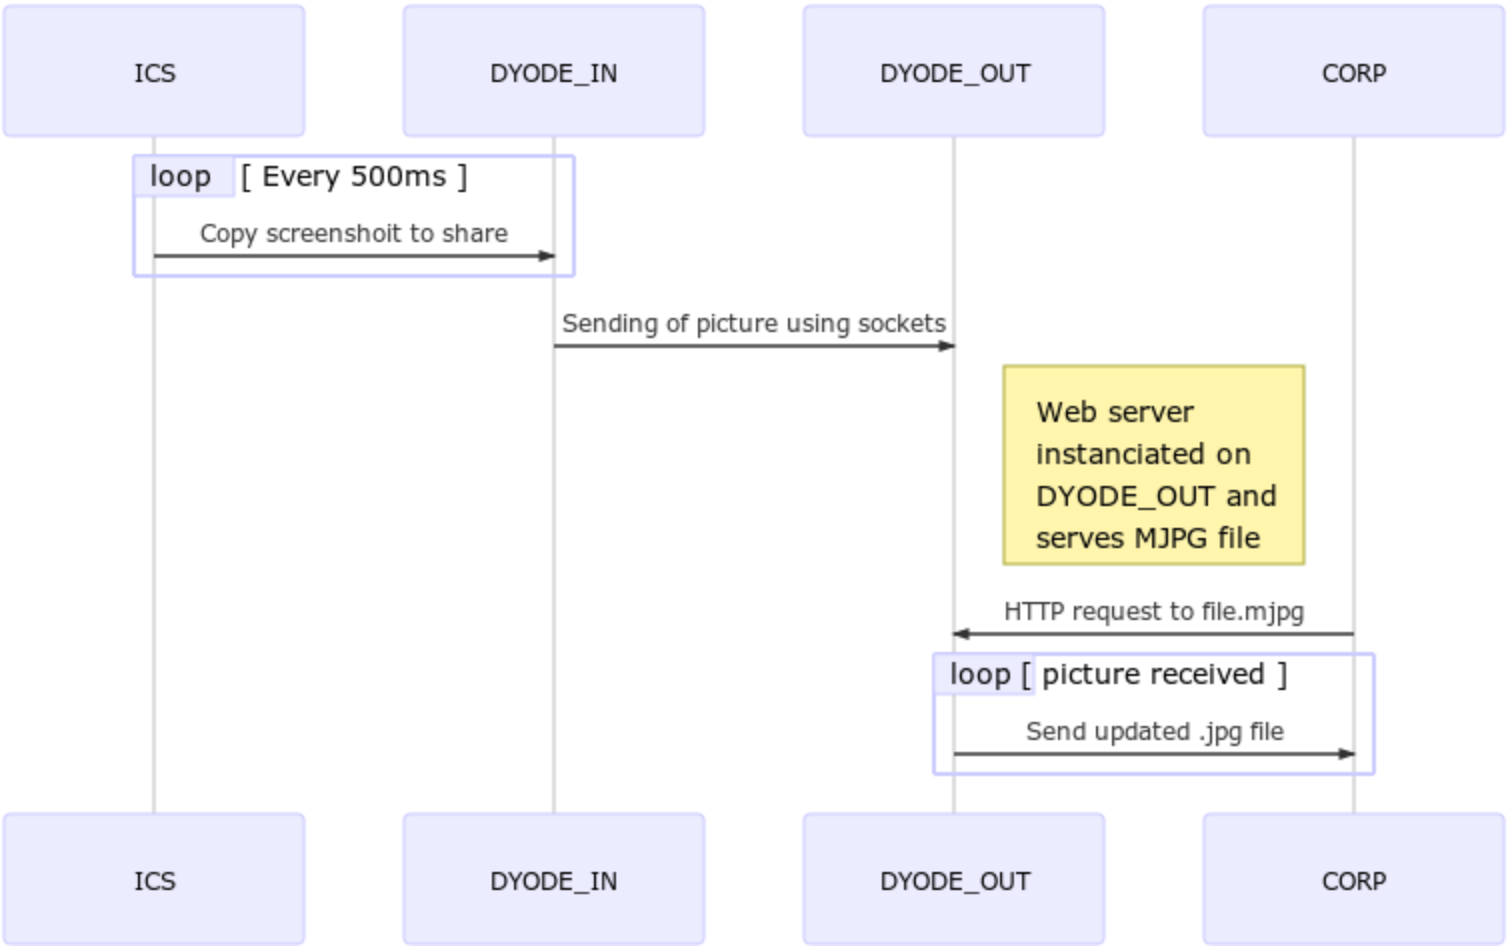 ICS
DYODE_IN
DYODE_OUT
CORP
loop [ Every 500ms ]
Copy screenshoit to share
Sending of picture using sockets
Web server
instanciated on
DYODE_OUT and
serves MJPG file
HTTP request to file.mjpg
loop [ picture received ]
Send updated .jpg file
ICS
DYODE_IN
DYODE_OUT
CORP